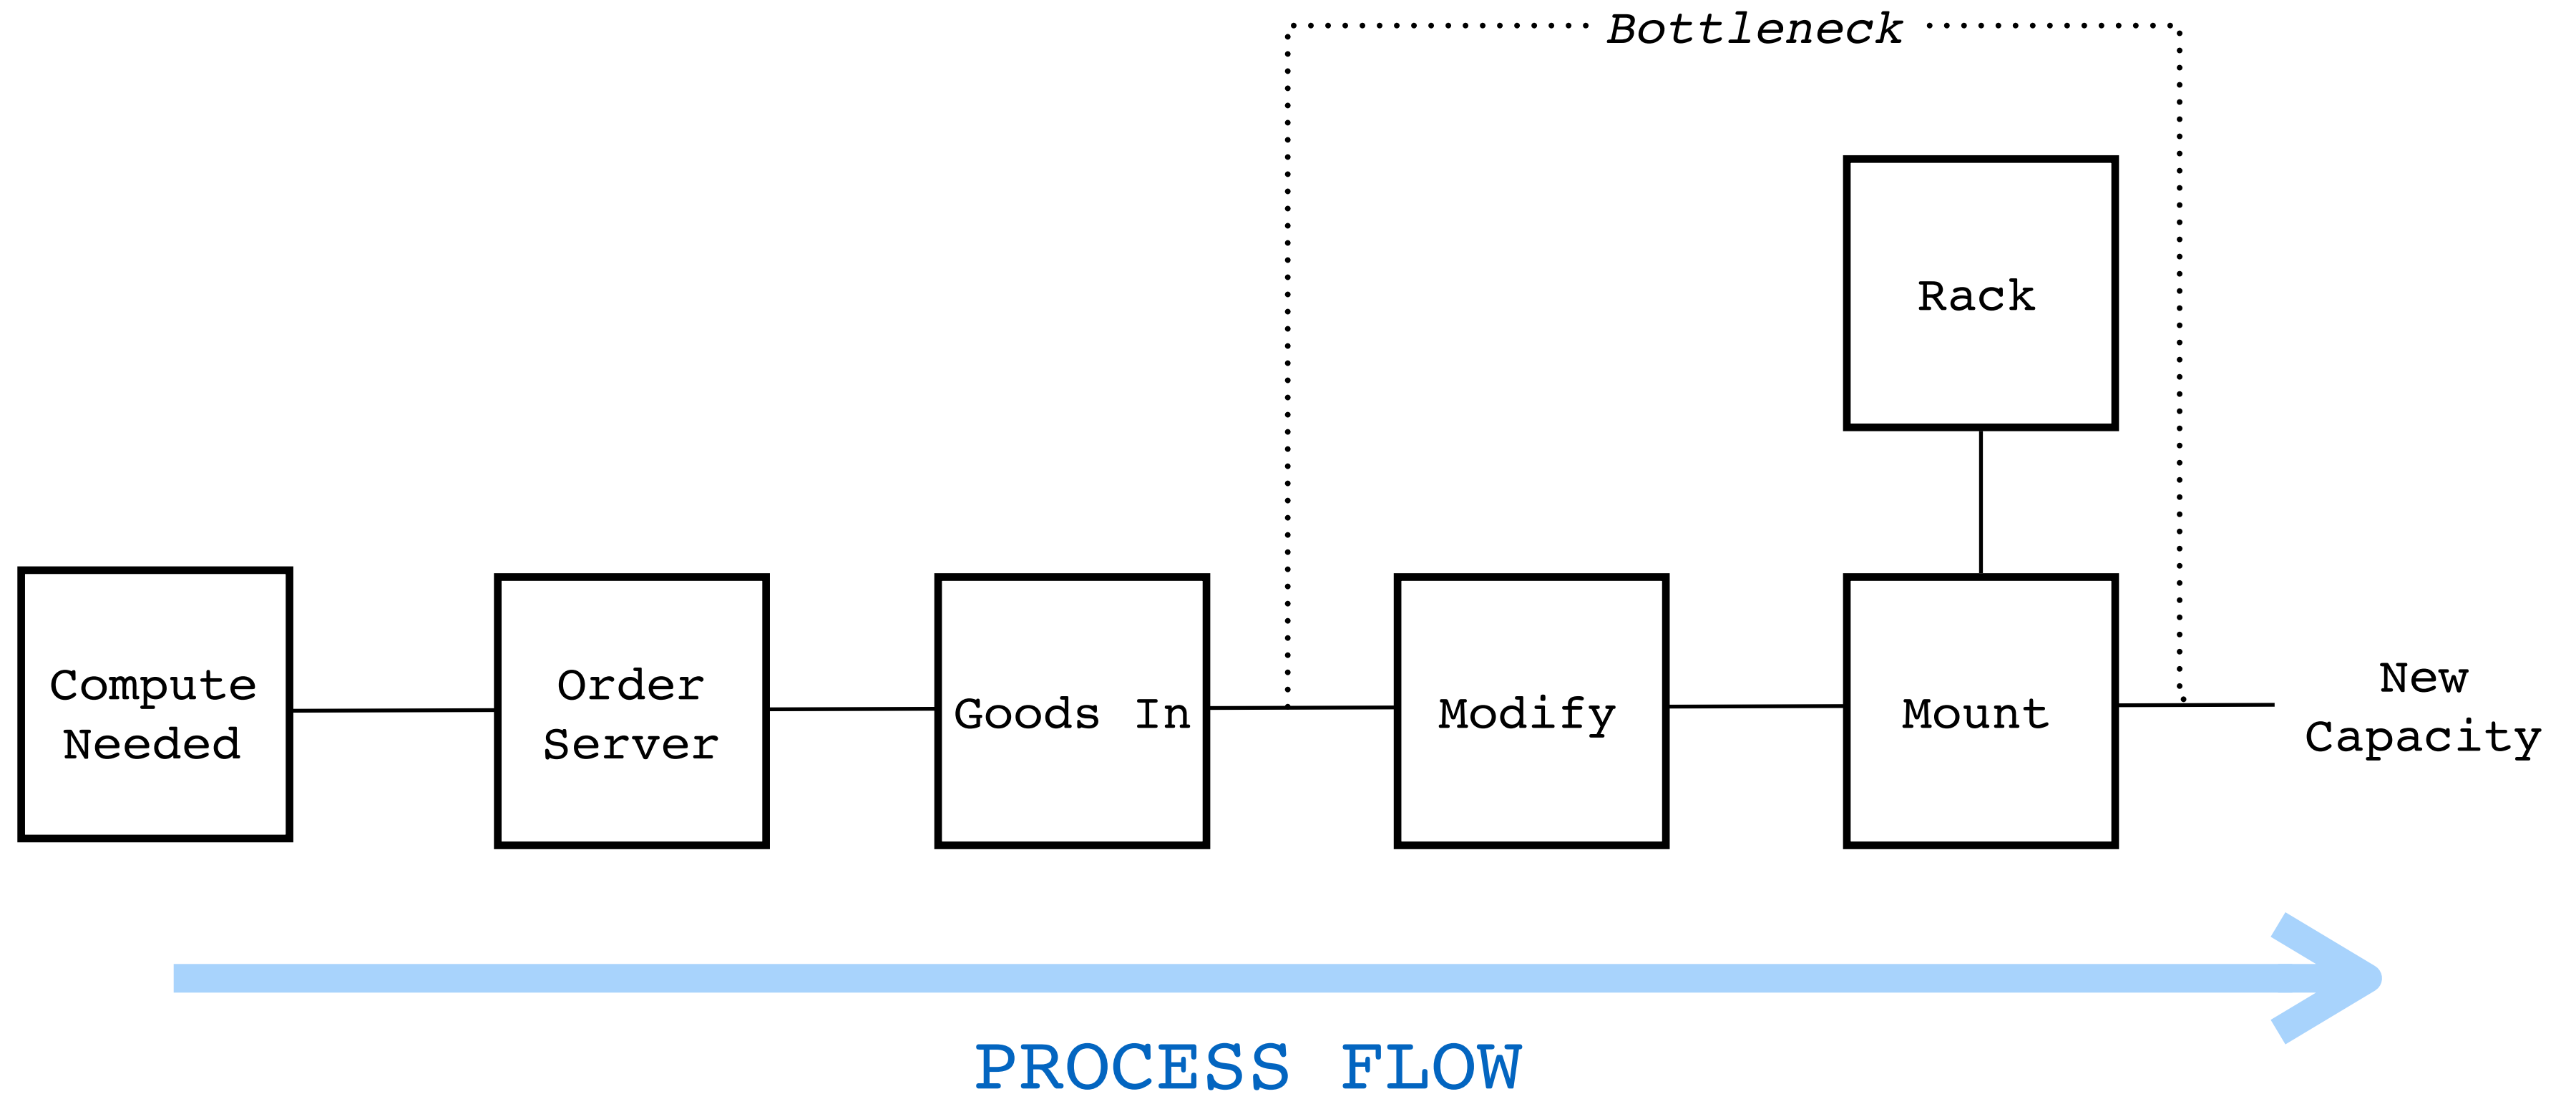 Bottleneck
Rack
Compute
Needed
Order
Server
Goods In
Modify
Mount
New
Capacity
PROCESS FLOW